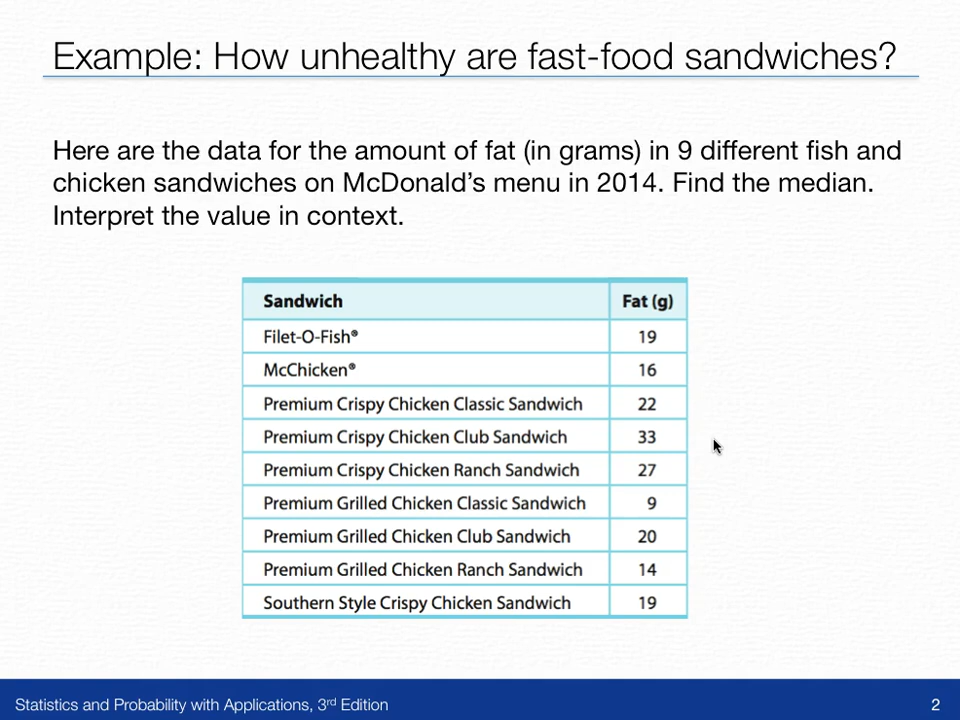 Example: How unhealthy are fast-food sandwiches?
Here are the data for the amount of fat (in grams) in 9 different fish and
chicken sandwiches on McDonald's menu in 2014. Find the median.
Interpret the value in context.
Sandwich Fat (g)
Filet-O-Fish® 19
McChicken® 16
Premium Crispy Chicken Classic Sandwich 22
Premium Crispy Chicken Club Sandwich 33
Premium Crispy Chicken Ranch Sandwich 27
Premium Grilled Chicken Classic Sandwich 9
Premium Grilled Chicken Club Sandwich 20
Premium Grilled Chicken Ranch Sandwich 14
Southern Style Crispy Chicken Sandwich 19
Statistics and Probability with Applications, 3rd Edition 2